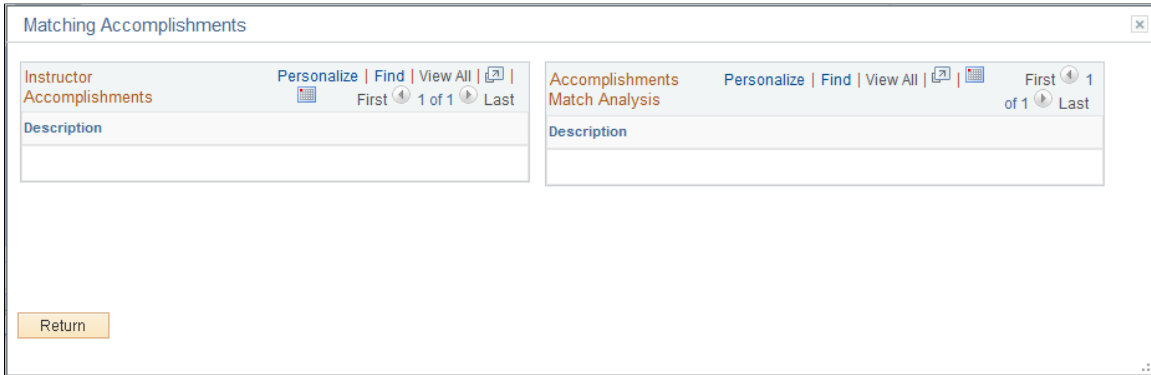 Matching Accomplishments
Instructor Accomplishments
Personalize | Find | View All | |
First 1 of 1 Last
Description
Accomplishments Match Analysis
Personalize | Find | View All | |
First 1 of 1 Last
Description
Return